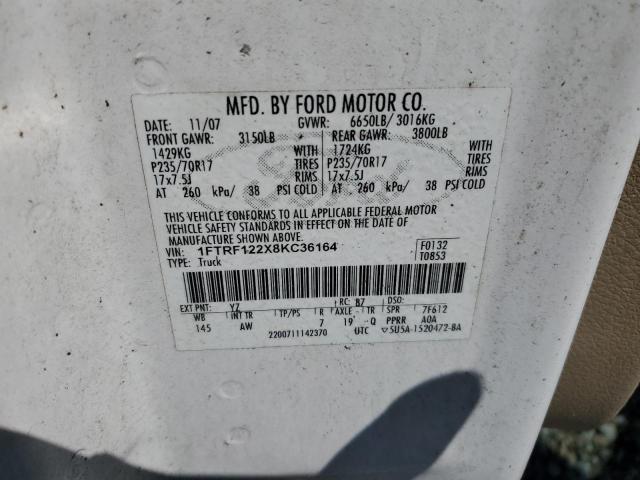 MFD. BY FORD MOTOR CO.
DATE: 11/07 GVWR: 6650LB/ 3016KG
FRONT GAWR: 3150LB REAR GAWR: 3800LB
1429KG WITH 1724KG WITH
P235/70R17 TIRES P235/70R17 TIRES
17x7.5J RIMS 17x7.5J RIMS
AT 260 kPa/ 38 PSI COLD AT 260 kPa/ 38 PSI COLD
THIS VEHICLE CONFORMS TO ALL APPLICABLE FEDERAL MOTOR
VEHICLE SAFETY STANDARDS IN EFFECT ON THE DATE OF
MANUFACTURE SHOWN ABOVE.
VIN: 1FTRF122X8KC36164 F0132
TYPE: Truck T0853
EXT PNT: YZ RC: B7 DSO:
WB INT TR TP/PS R AXLE TR SPR 7F612
145 AW 7 19 Q PPRR A0A
2200711142370 UTC ▽5U5A-1520472-BA